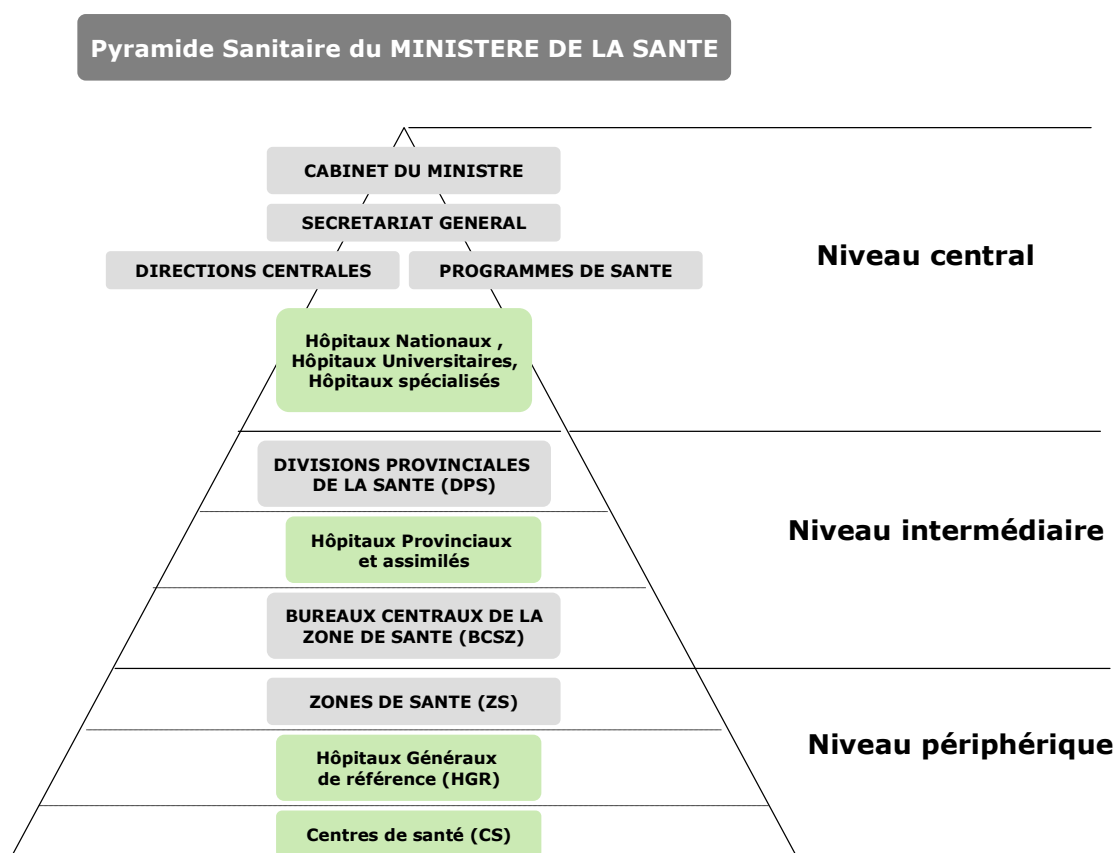 Pyramide Sanitaire du MINISTERE DE LA SANTE
CABINET DU MINISTRE
SECRETARIAT GENERAL
DIRECTIONS CENTRALES
PROGRAMMES DE SANTE
Niveau central
Hôpitaux Nationaux ,
Hôpitaux Universitaires,
Hôpitaux spécialisés
DIVISIONS PROVINCIALES
DE LA SANTE (DPS)
Niveau intermédiaire
Hôpitaux Provinciaux
et assimilés
BUREAUX CENTRAUX DE LA
ZONE DE SANTE (BCSZ)
ZONES DE SANTE (ZS)
Niveau périphérique
Hôpitaux Généraux
de référence (HGR)
Centres de santé (CS)